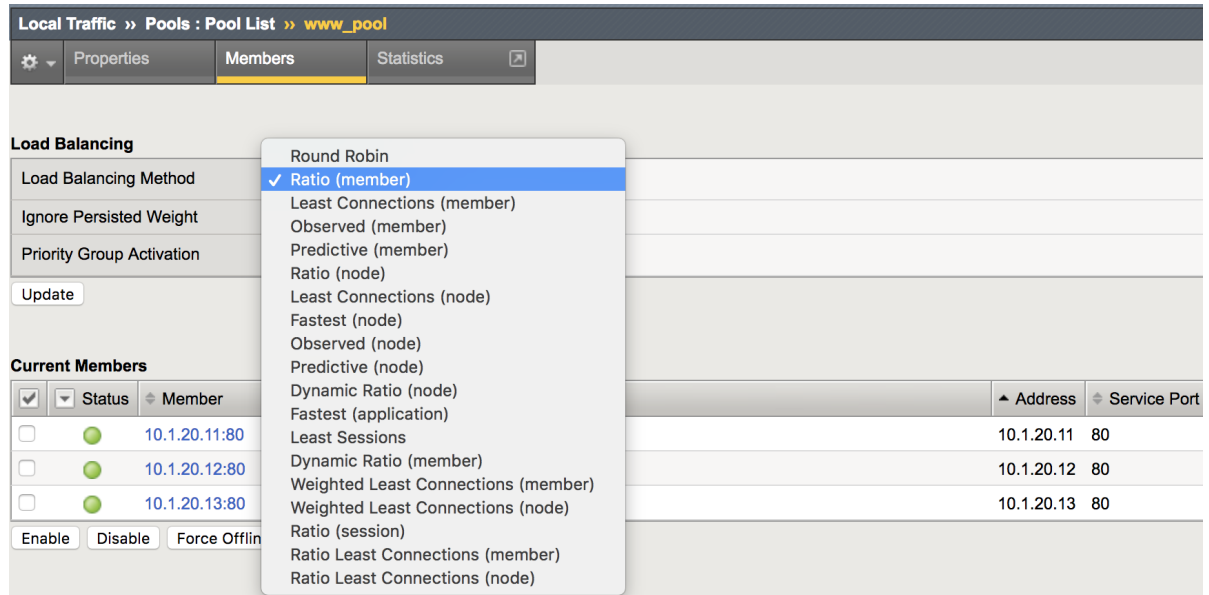 Local Traffic ›› Pools : Pool List ›› www_pool
Properties Members Statistics
Load Balancing
Load Balancing Method
Ignore Persisted Weight
Priority Group Activation
Update
Round Robin
✓ Ratio (member)
Least Connections (member)
Observed (member)
Predictive (member)
Ratio (node)
Least Connections (node)
Fastest (node)
Observed (node)
Predictive (node)
Dynamic Ratio (node)
Fastest (application)
Least Sessions
Dynamic Ratio (member)
Weighted Least Connections (member)
Weighted Least Connections (node)
Ratio (session)
Ratio Least Connections (member)
Ratio Least Connections (node)
Current Members
Status Member Address Service Port
10.1.20.11:80 10.1.20.11 80
10.1.20.12:80 10.1.20.12 80
10.1.20.13:80 10.1.20.13 80
Enable Disable Force Offlin